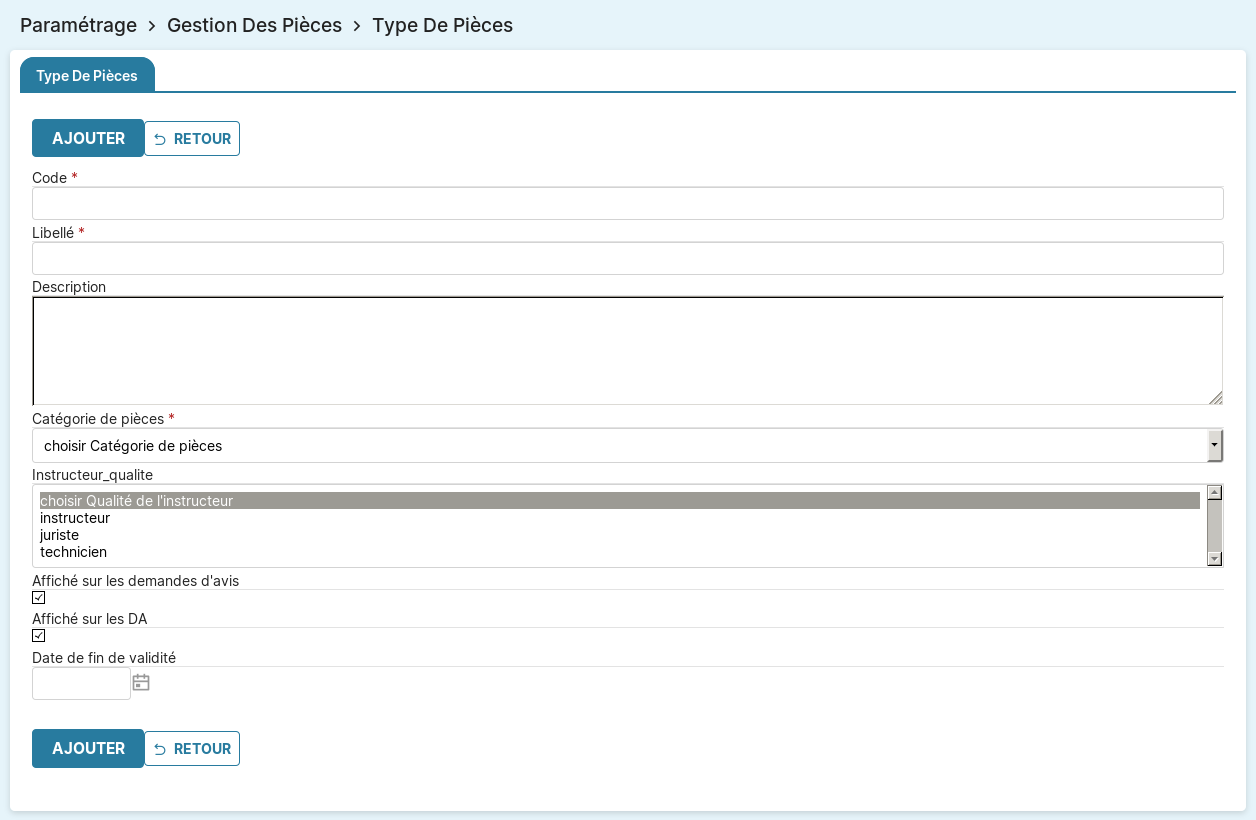 Paramétrage > Gestion Des Pièces > Type De Pièces
Type De Pièces
AJOUTER RETOUR
Code *
Libellé *
Description
Catégorie de pièces *
choisir Catégorie de pièces
Instructeur_qualite
choisir Qualité de l'instructeur
instructeur
juriste
technicien
Affiché sur les demandes d'avis
Affiché sur les DA
Date de fin de validité
AJOUTER RETOUR